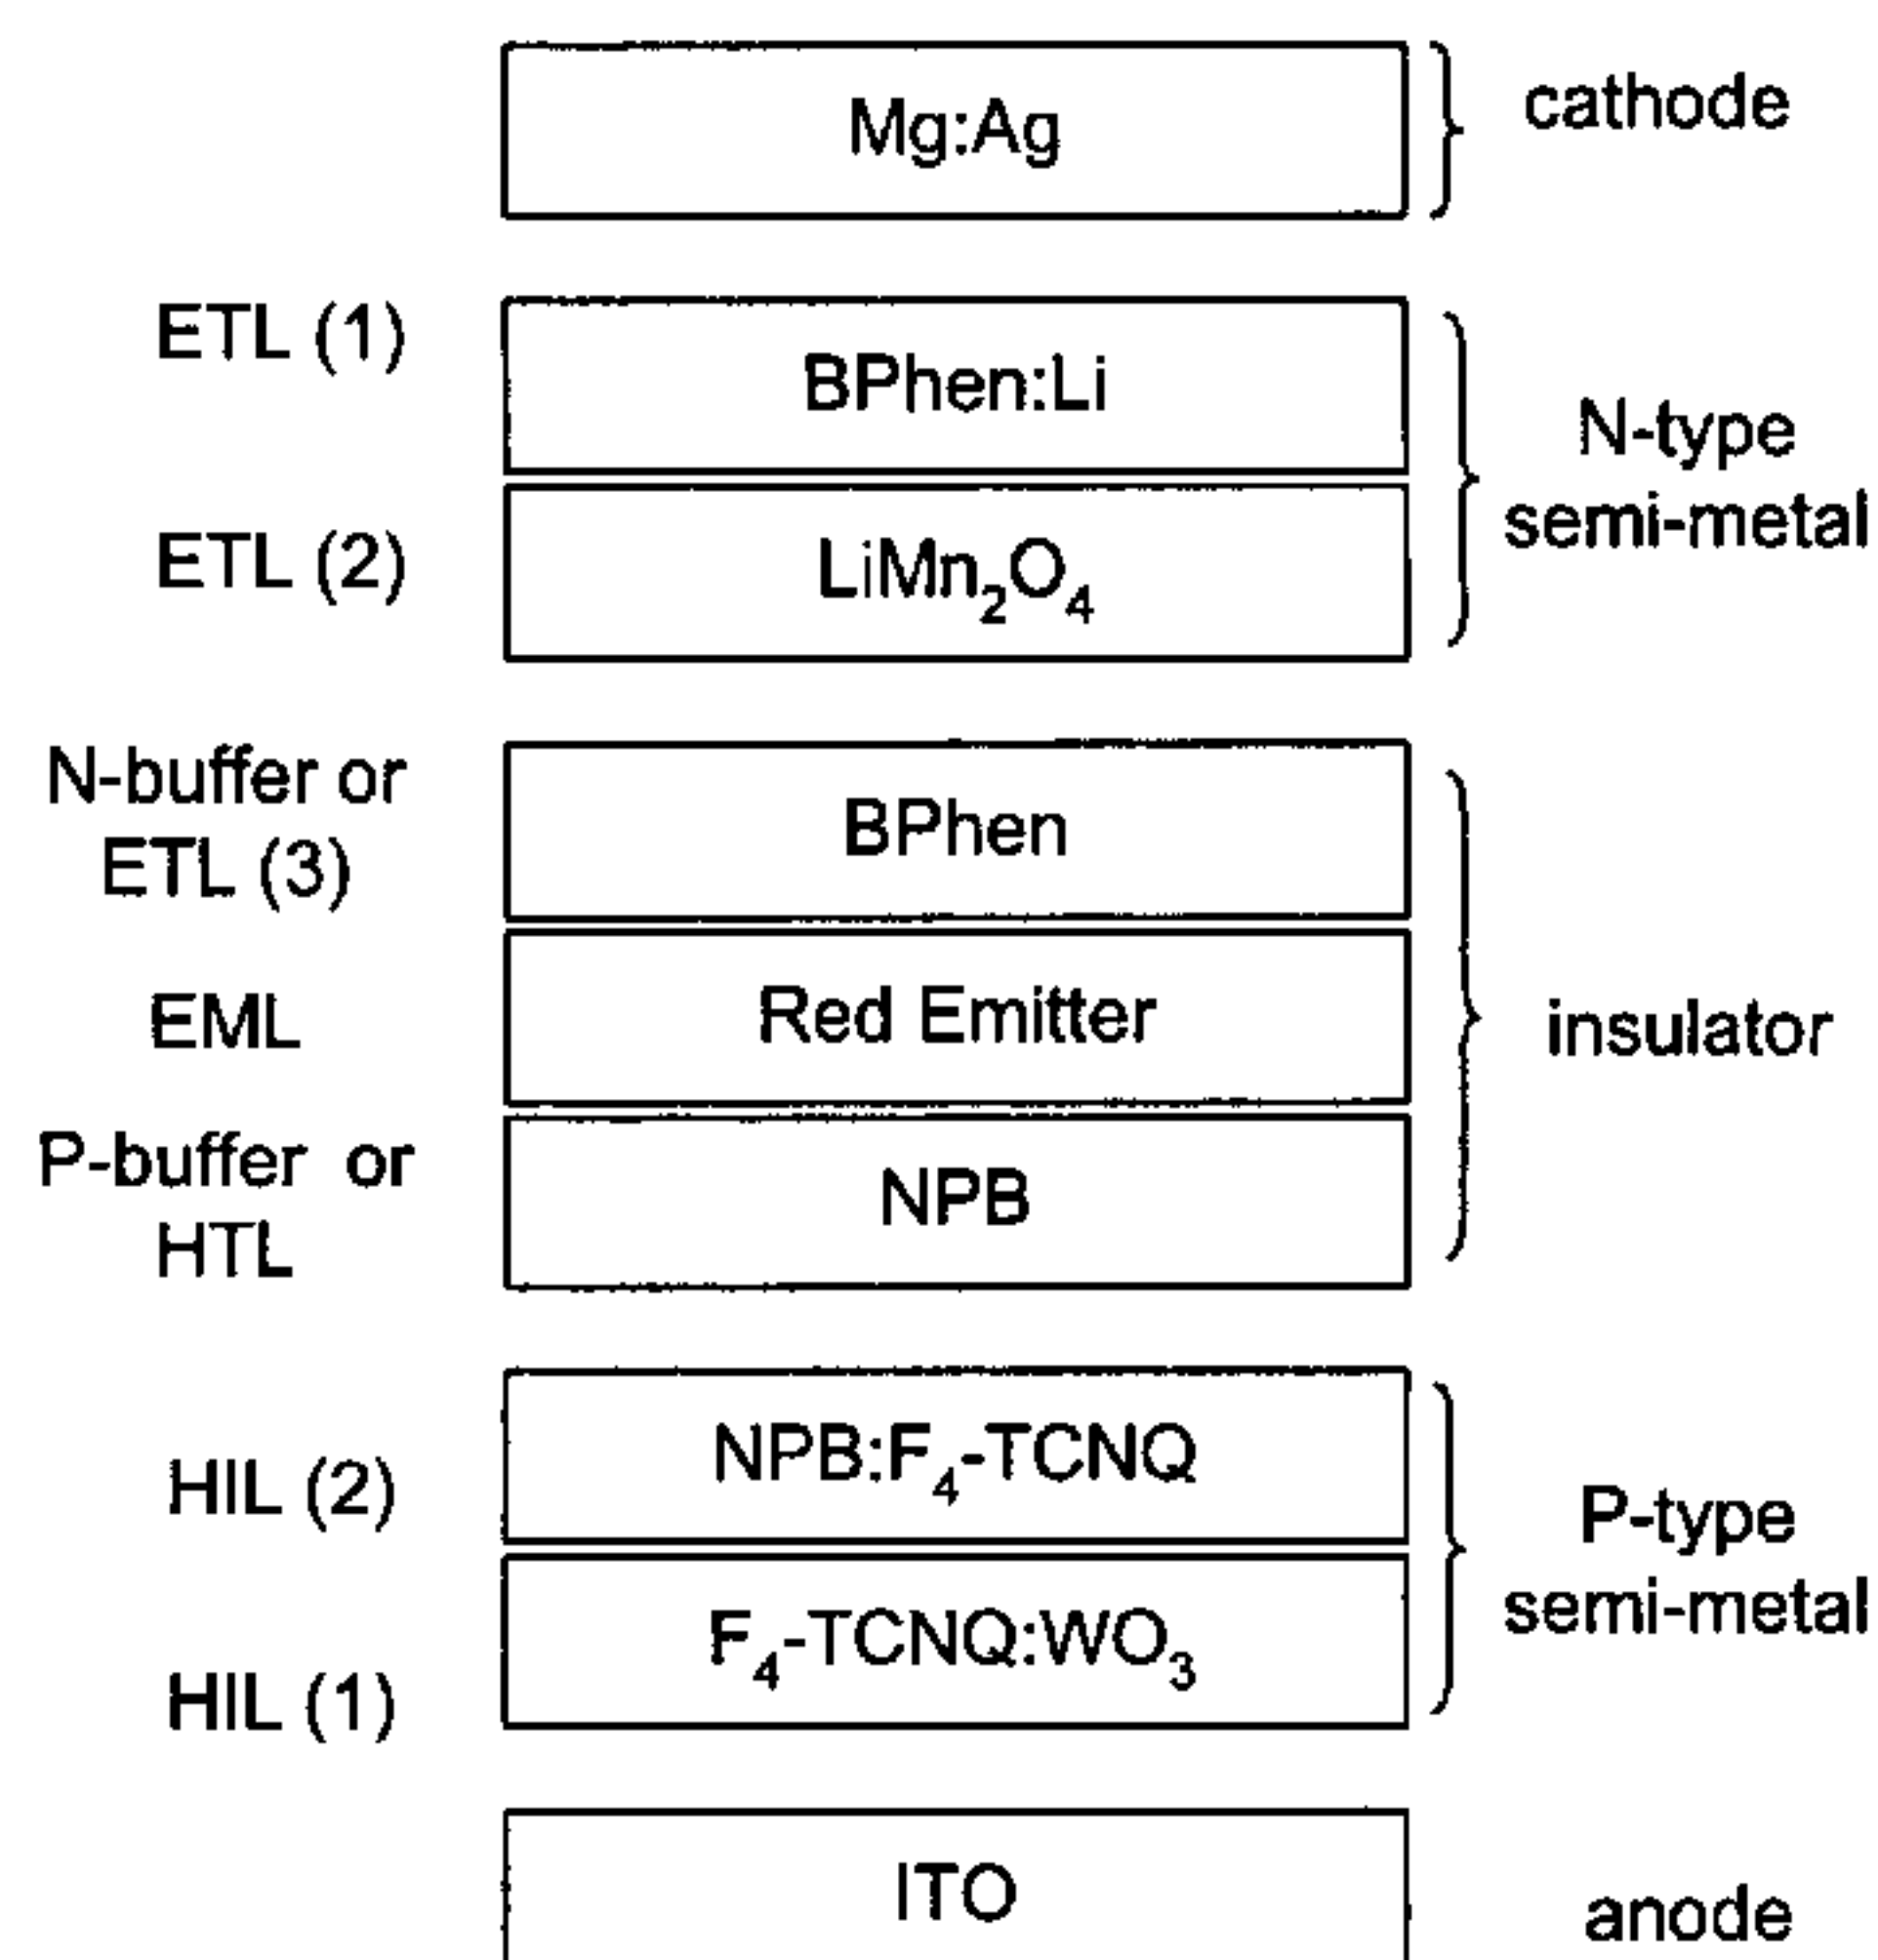 Mg:Ag
cathode
ETL (1)
BPhen:Li
N-type
semi-metal
ETL (2)
LiMn₂O₄
N-buffer or
ETL (3)
BPhen
EML
Red Emitter
insulator
P-buffer or
HTL
NPB
HIL (2)
NPB:F₄-TCNQ
P-type
semi-metal
HIL (1)
F₄-TCNQ:WO₃
ITO
anode